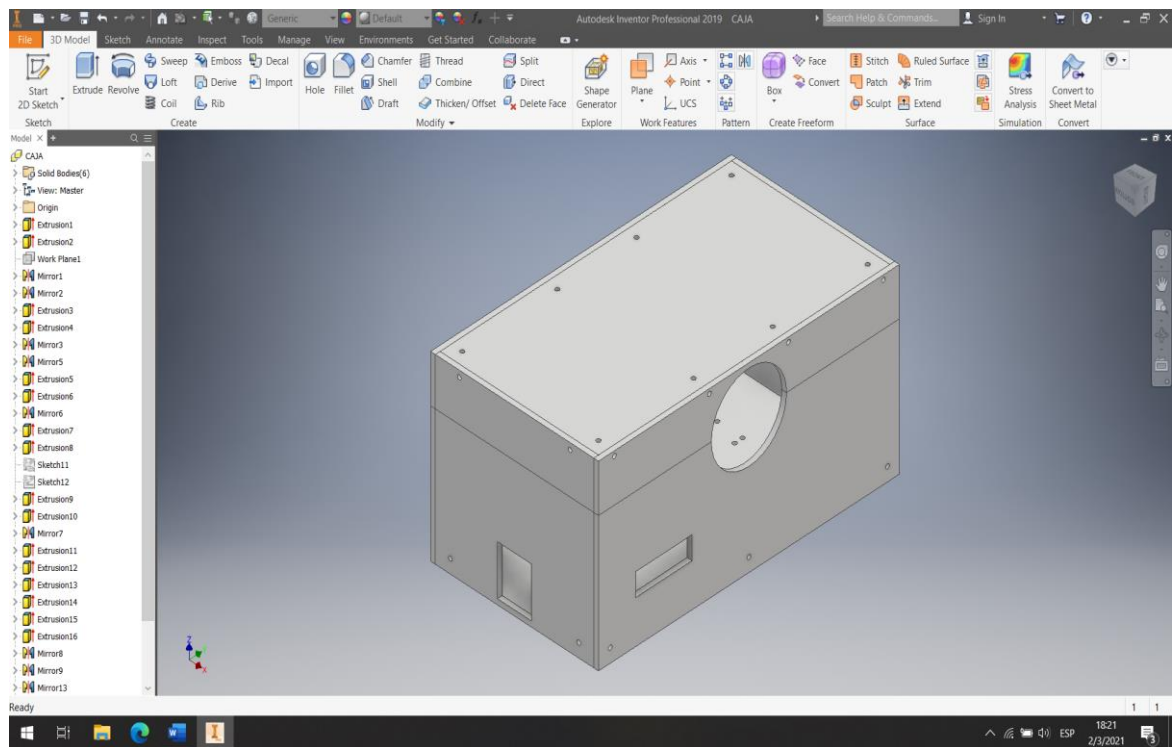 Generic
Default
Autodesk Inventor Professional 2019 CAJA
Search Help & Commands...
Sign In
File 3D Model Sketch Annotate Inspect Tools Manage View Environments Get Started Collaborate
Start
2D Sketch
Extrude Revolve
Sweep Emboss Decal
Loft Derive Import
Coil Rib
Hole Fillet
Chamfer Thread Split
Shell Combine Direct
Draft Thicken/ Offset Delete Face
Shape
Generator
Plane
Axis
Point
UCS
Box
Face
Convert
Stitch Ruled Surface
Patch Trim
Sculpt Extend
Stress
Analysis
Convert to
Sheet Metal
Sketch Create Modify Explore Work Features Pattern Create Freeform Surface Simulation Convert
Model
CAJA
Solid Bodies(6)
View: Master
Origin
Extrusion1
Extrusion2
Work Plane1
Mirror1
Mirror2
Extrusion3
Extrusion4
Mirror3
Mirror5
Extrusion5
Extrusion6
Mirror6
Extrusion7
Extrusion8
Sketch11
Sketch12
Extrusion9
Extrusion10
Mirror7
Extrusion11
Extrusion12
Extrusion13
Extrusion14
Extrusion15
Extrusion16
Mirror8
Mirror9
Mirror13
Z
X
Ready
1 1
ESP
18:21
2/3/2021